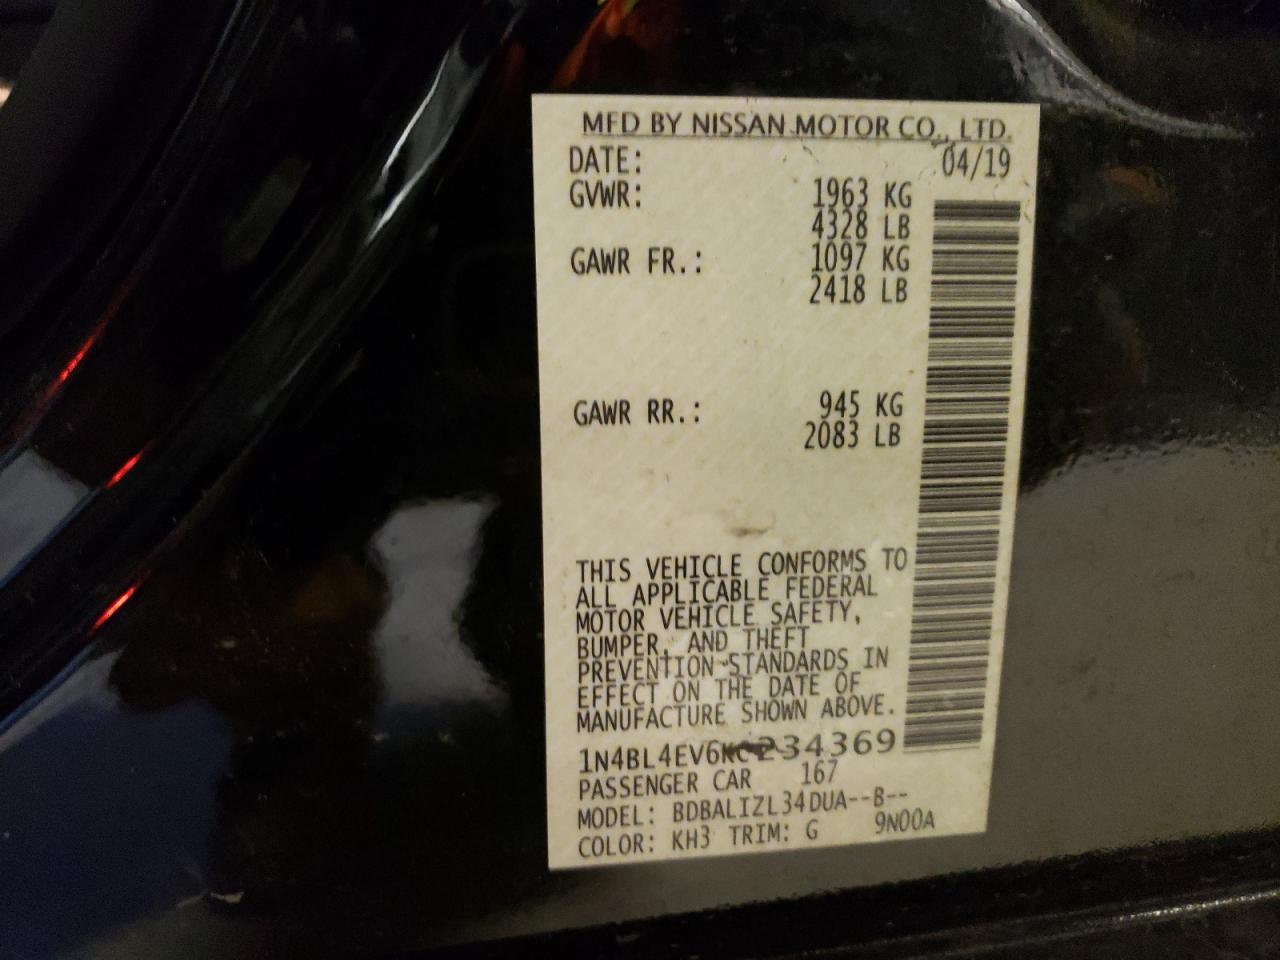 MFD BY NISSAN MOTOR CO., LTD.
DATE: 04/19
GVWR: 1963 KG
4328 LB
GAWR FR.: 1097 KG
2418 LB
GAWR RR.: 945 KG
2083 LB
THIS VEHICLE CONFORMS TO
ALL APPLICABLE FEDERAL
MOTOR VEHICLE SAFETY,
BUMPER, AND THEFT
PREVENTION STANDARDS IN
EFFECT ON THE DATE OF
MANUFACTURE SHOWN ABOVE.
1N4BL4EV6KC234369
PASSENGER CAR 167
MODEL: BDBALIZL34DUA--B--
COLOR: KH3 TRIM: G 9N00A